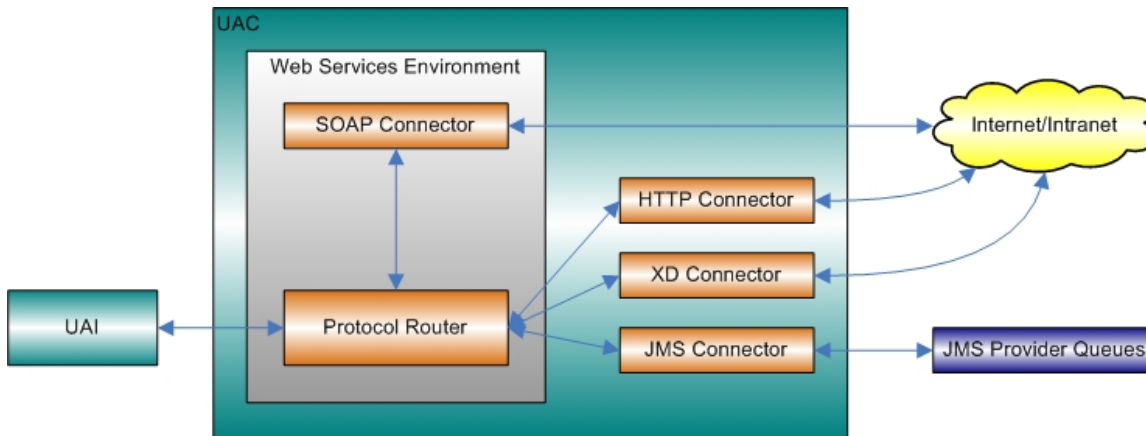 UAC
Web Services Environment
SOAP Connector
Internet/Intranet
HTTP Connector
XD Connector
UAI
Protocol Router
JMS Connector
JMS Provider Queues